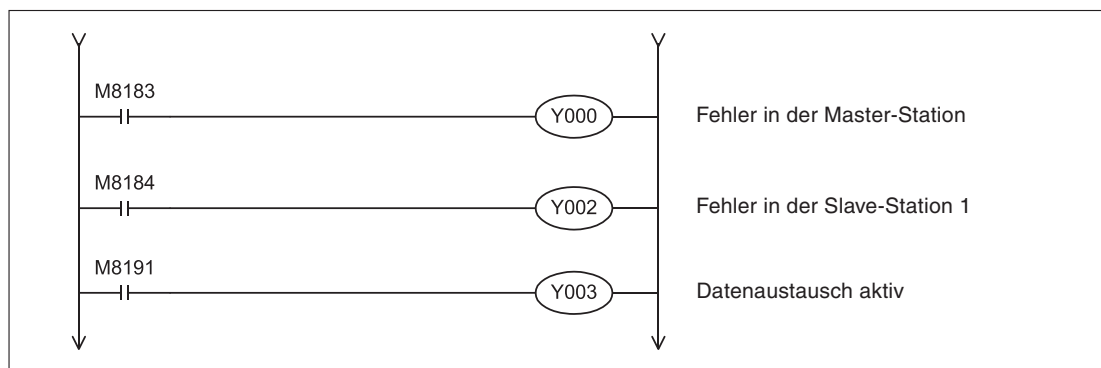 M8183
Y000 Fehler in der Master-Station
M8184
Y002 Fehler in der Slave-Station 1
M8191
Y003 Datenaustausch aktiv